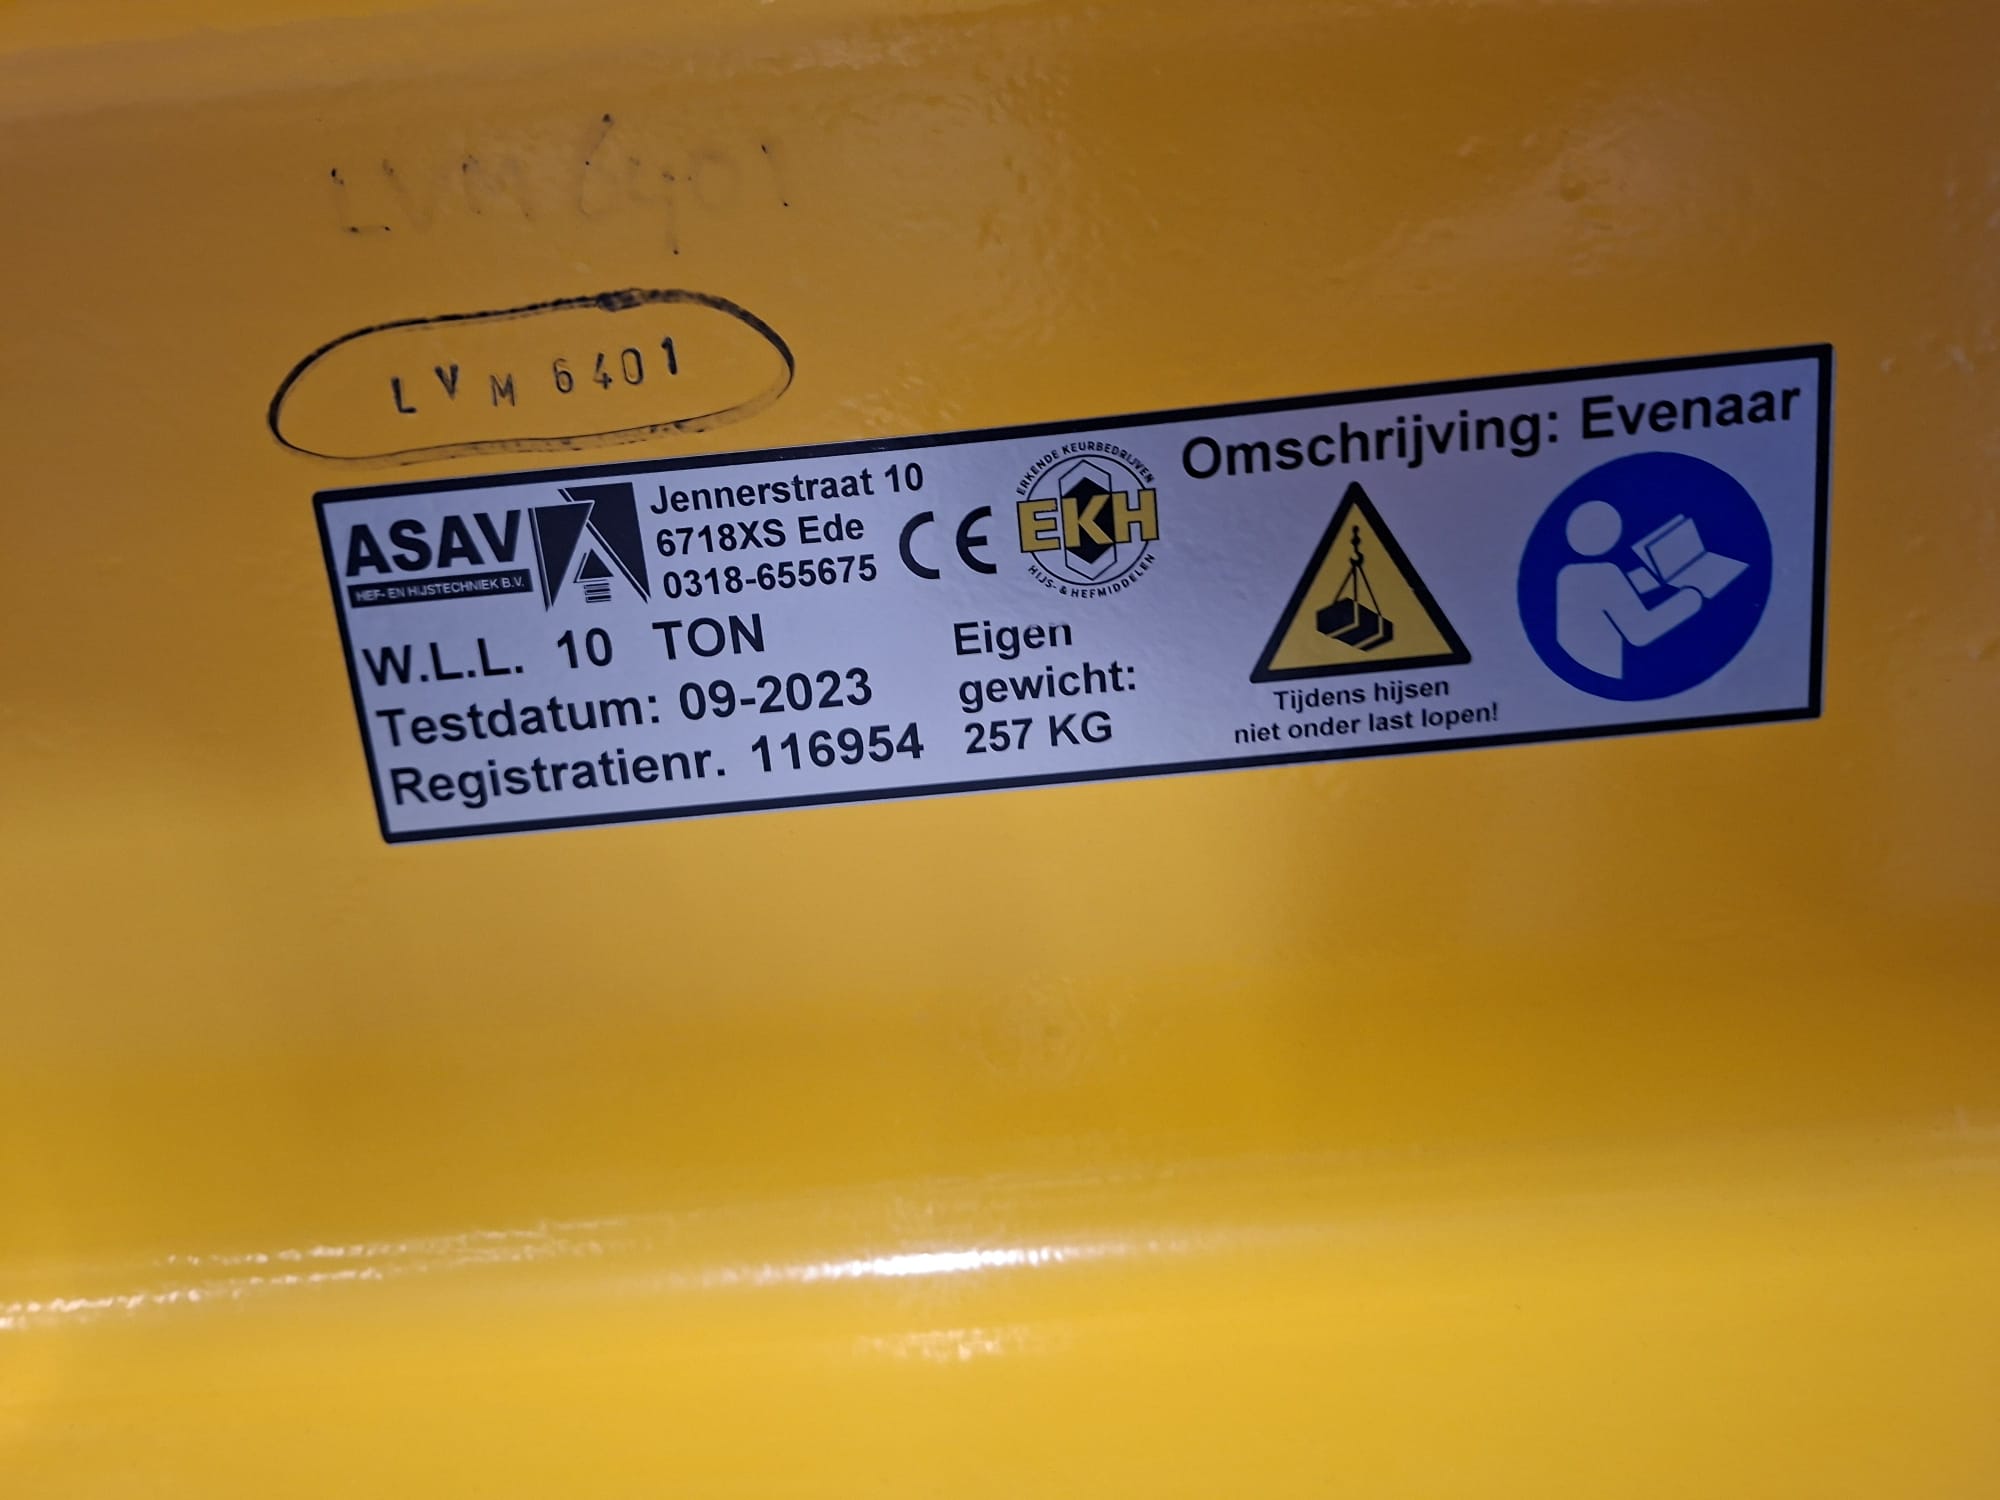 LVM 6401
LVM 6401
ASAV
HEF- EN HIJSTECHNIEK B.V.
Jennerstraat 10
6718XS Ede
0318-655675
CE
ERKENDE KEURBEDRIJVEN
EKH
HIJS- & HEFMIDDELEN
Omschrijving: Evenaar
W.L.L. 10 TON
Testdatum: 09-2023
Registratienr. 116954
Eigen
gewicht:
257 KG
Tijdens hijsen
niet onder last lopen!